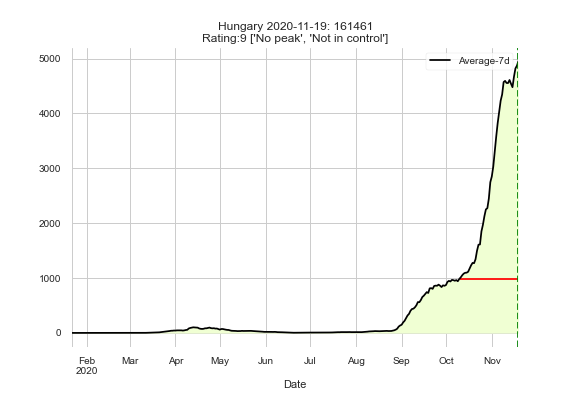 Hungary 2020-11-19: 161461
Rating:9 ['No peak', 'Not in control']
Average-7d
5000
4000
3000
2000
1000
0
Feb Mar Apr May Jun Jul Aug Sep Oct Nov
2020
Date